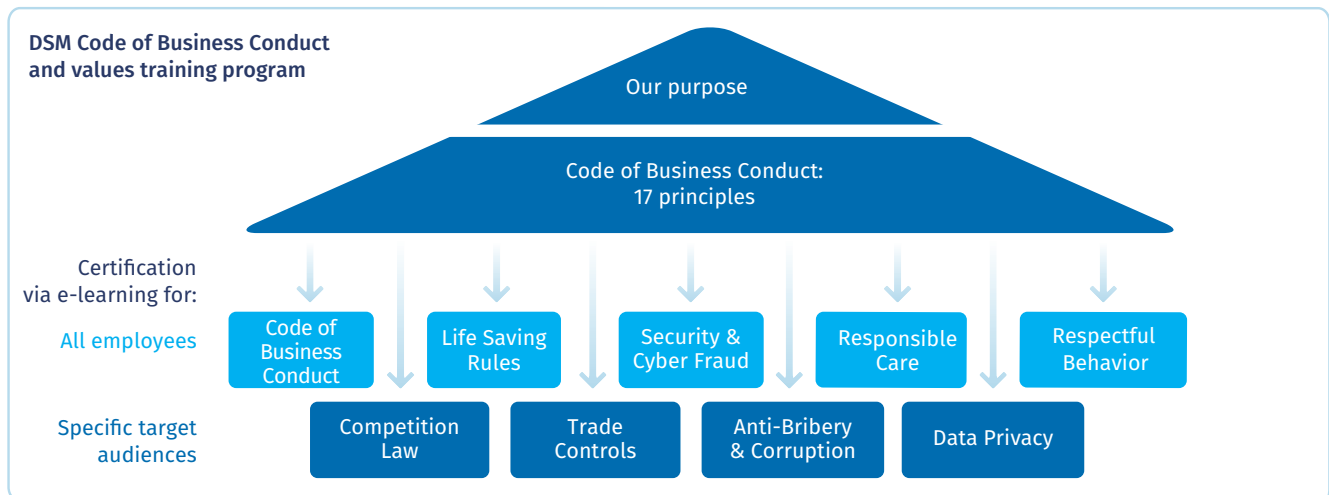 DSM Code of Business Conduct
and values training program
Our purpose
Code of Business Conduct:
17 principles
Certification
via e-learning for:
All employees
Code of
Business
Conduct
Life Saving
Rules
Security &
Cyber Fraud
Responsible
Care
Respectful
Behavior
Specific target
audiences
Competition
Law
Trade
Controls
Anti-Bribery
& Corruption
Data Privacy